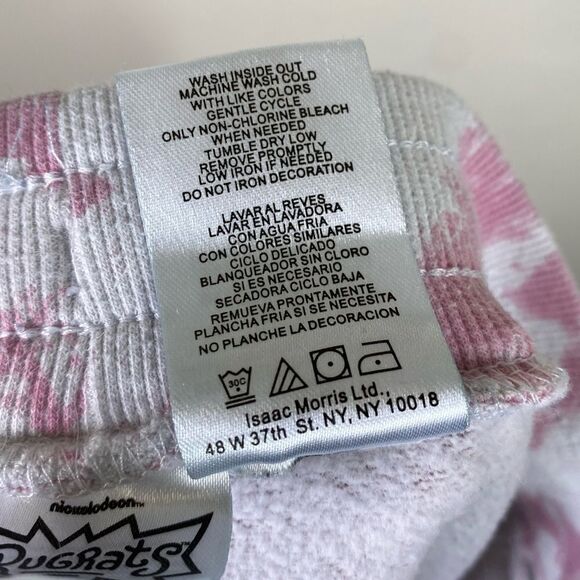 WASH INSIDE OUT
MACHINE WASH COLD
WITH LIKE COLORS
GENTLE CYCLE
ONLY NON-CHLORINE BLEACH
WHEN NEEDED
TUMBLE DRY LOW
REMOVE PROMPTLY
LOW IRON IF NEEDED
DO NOT IRON DECORATION
LAVAR AL REVES
LAVAR EN LAVADORA
CON AGUA FRIA
CON COLORES SIMILARES
CICLO DELICADO
BLANQUEADOR SIN CLORO
SI ES NECESARIO
SECADORA CICLO BAJO
REMUEVA PRONTAMENTE
PLANCHA FRIA SI SE NECESITA
NO PLANCHE LA DECORACION
30C
Isaac Morris Ltd.,
48 W 37th St. NY, NY 10018
nickelodeon™
RUGRATS™